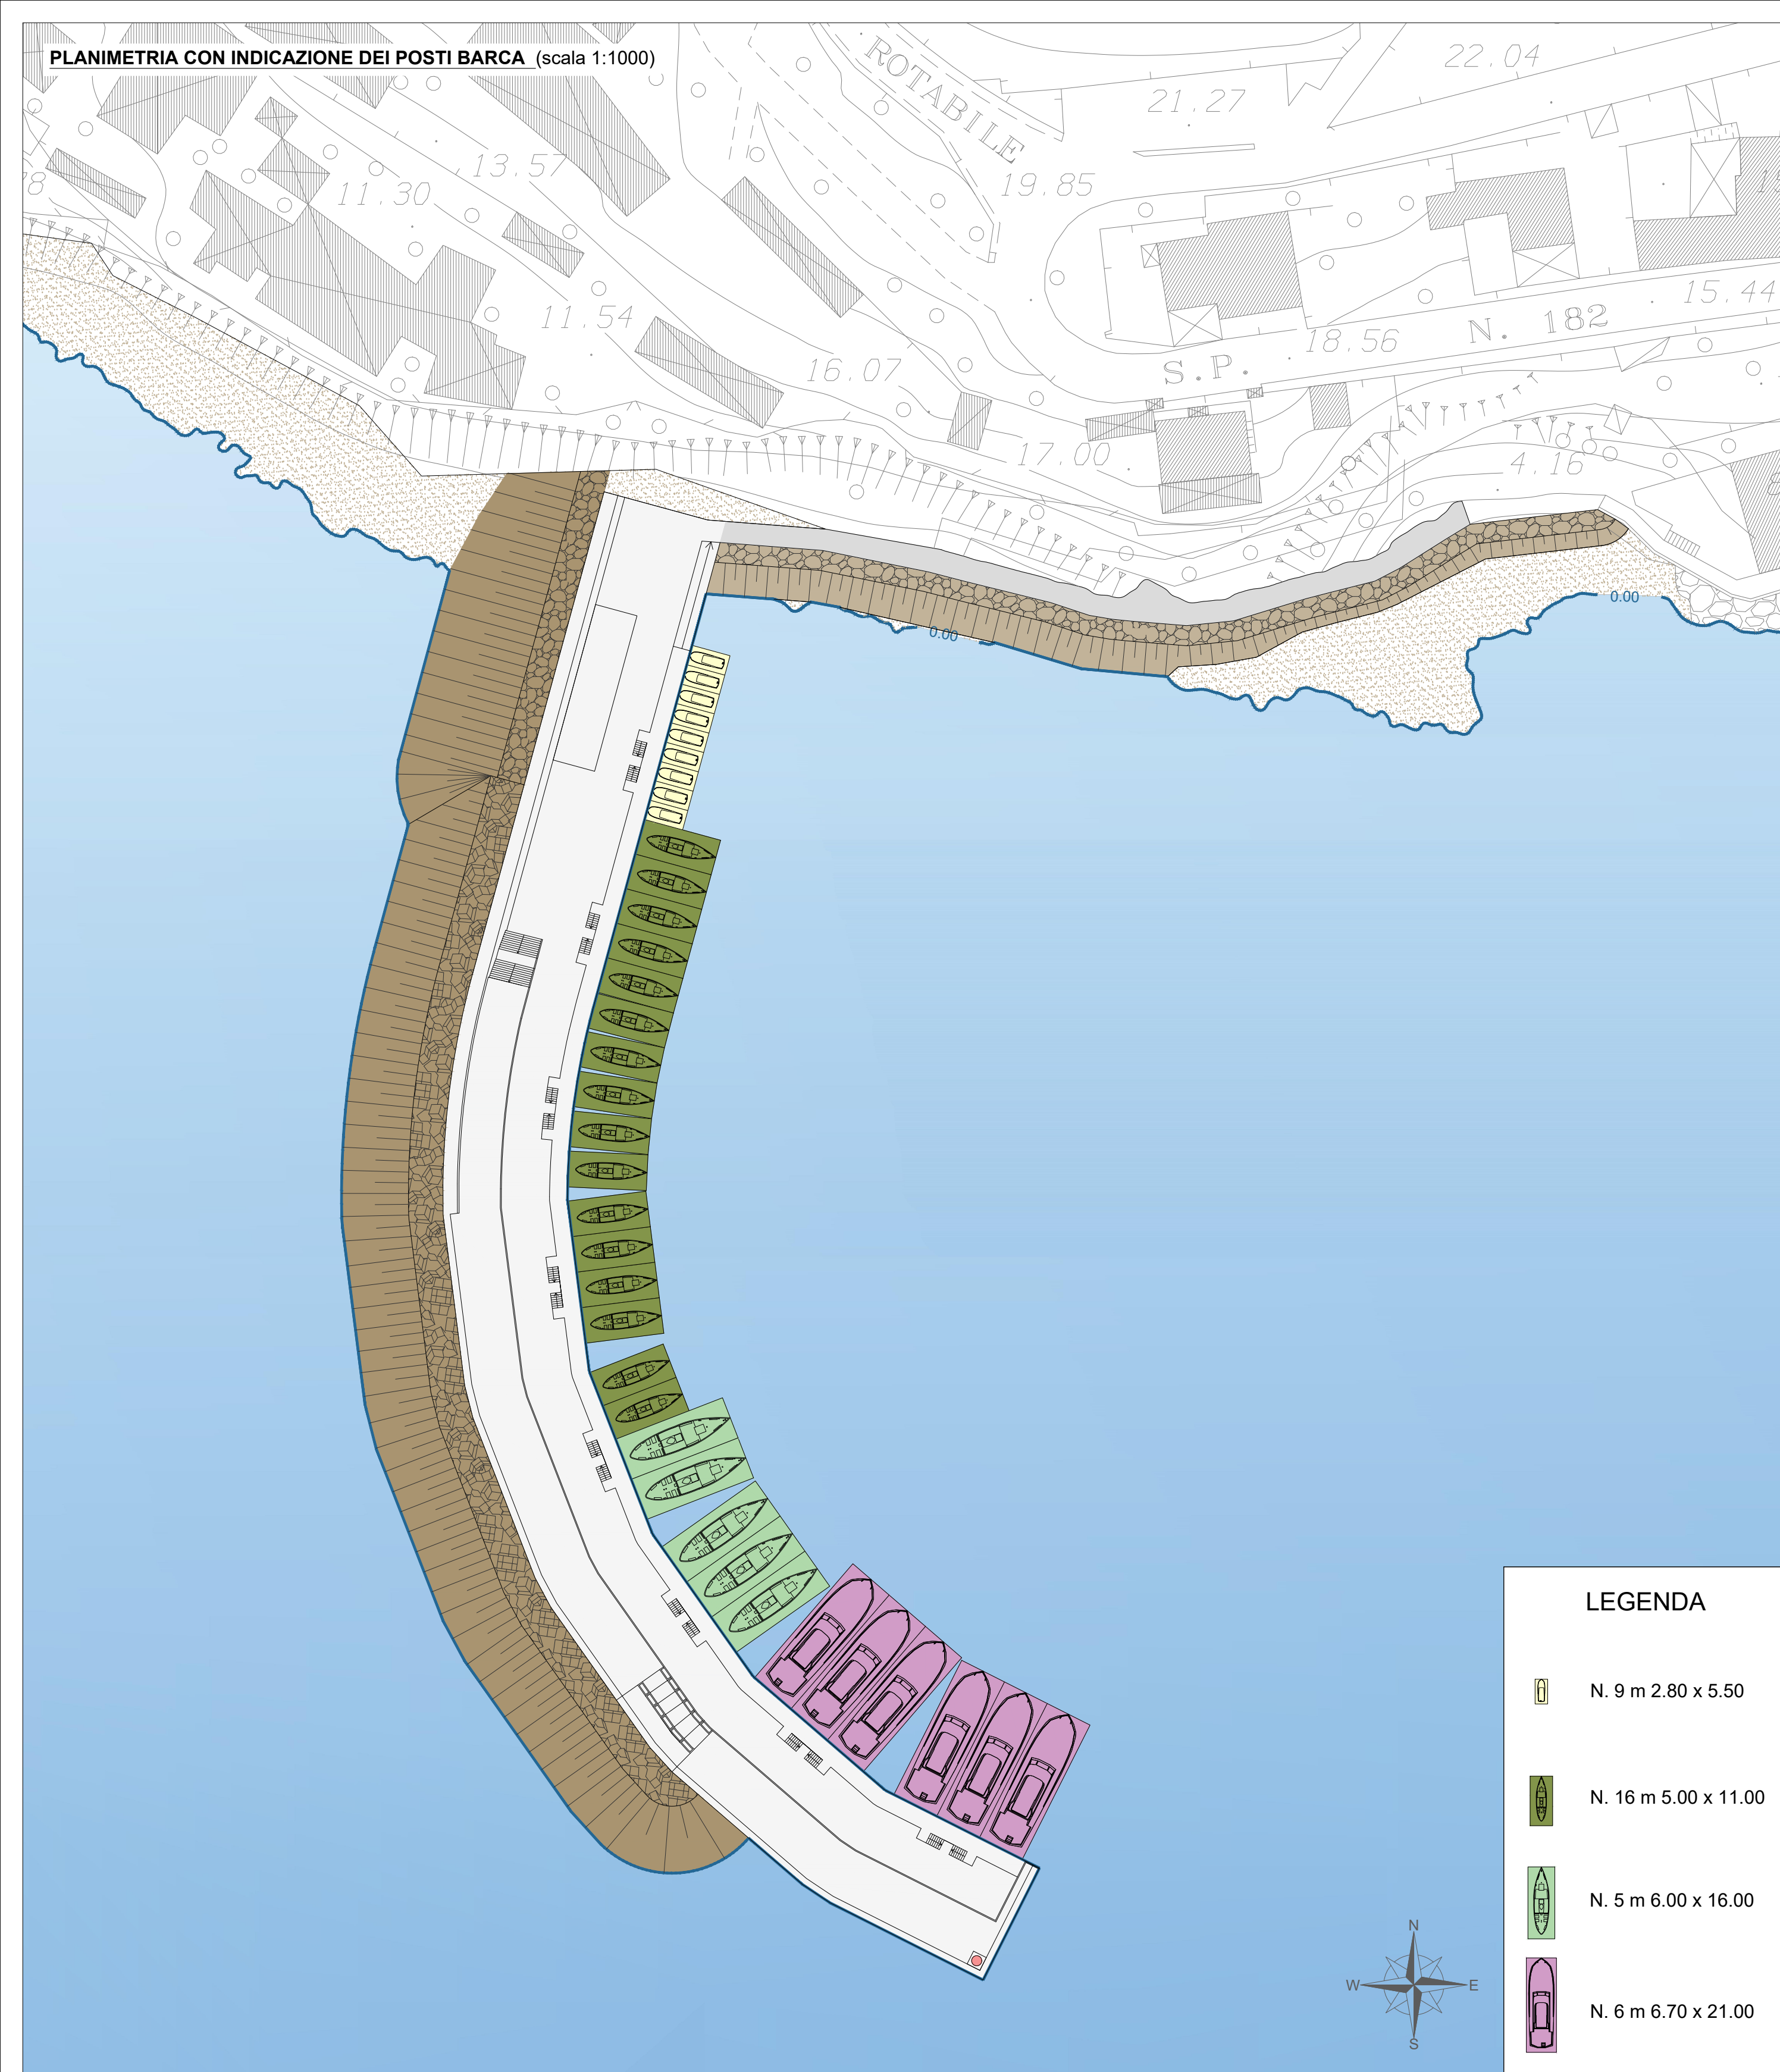 PLANIMETRIA CON INDICAZIONE DEI POSTI BARCA (scala 1:1000)
ROTABILE
22.04
21.27
13.57
11.30
19.85
15.44
11.54
N. 182
18.56
16.07
S.P.
17.00
4.16
0.00
0.00
LEGENDA
N. 9 m 2.80 x 5.50
N. 16 m 5.00 x 11.00
N. 5 m 6.00 x 16.00
N. 6 m 6.70 x 21.00
N
W
E
S